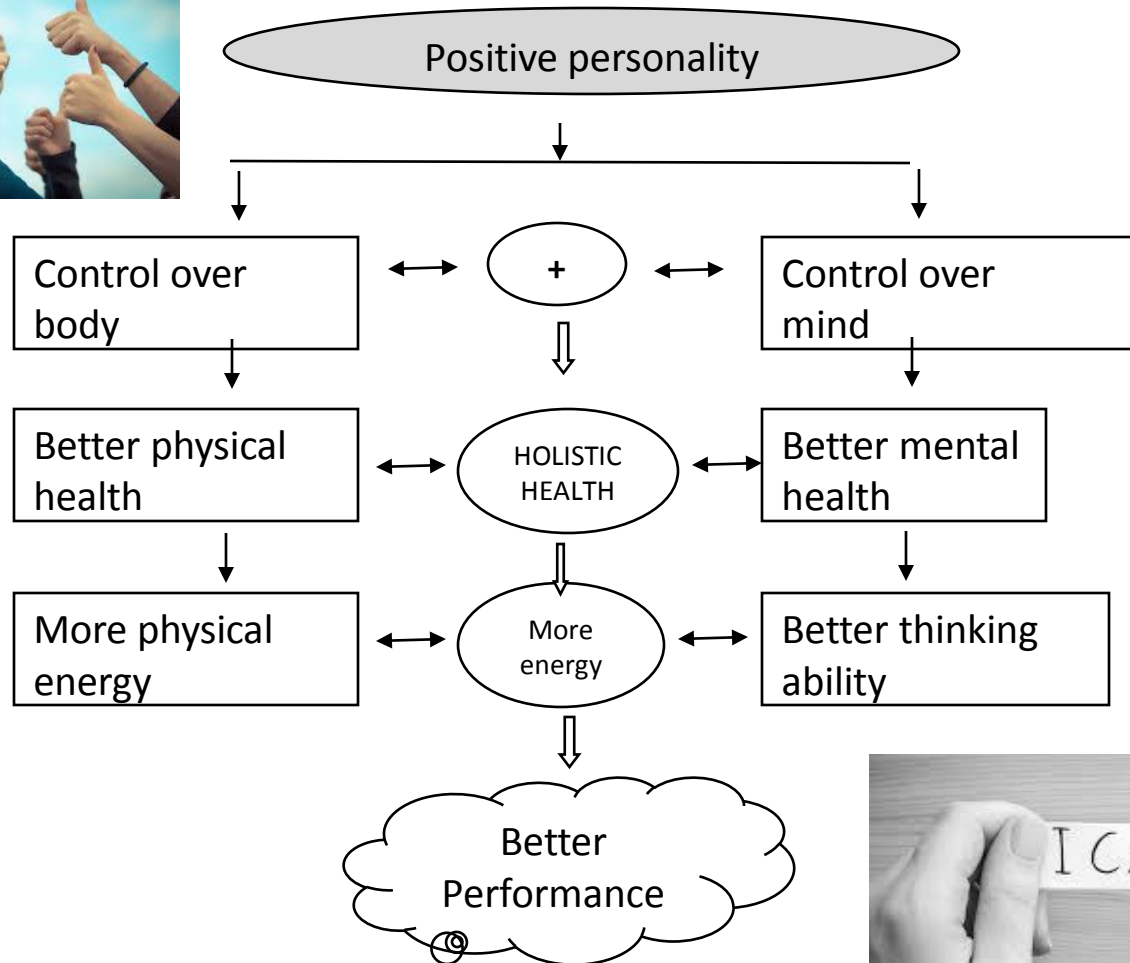 Positive personality
Control over
body
+
Control over
mind
Better physical
health
HOLISTIC
HEALTH
Better mental
health
More physical
energy
More
energy
Better thinking
ability
Better
Performance
I C